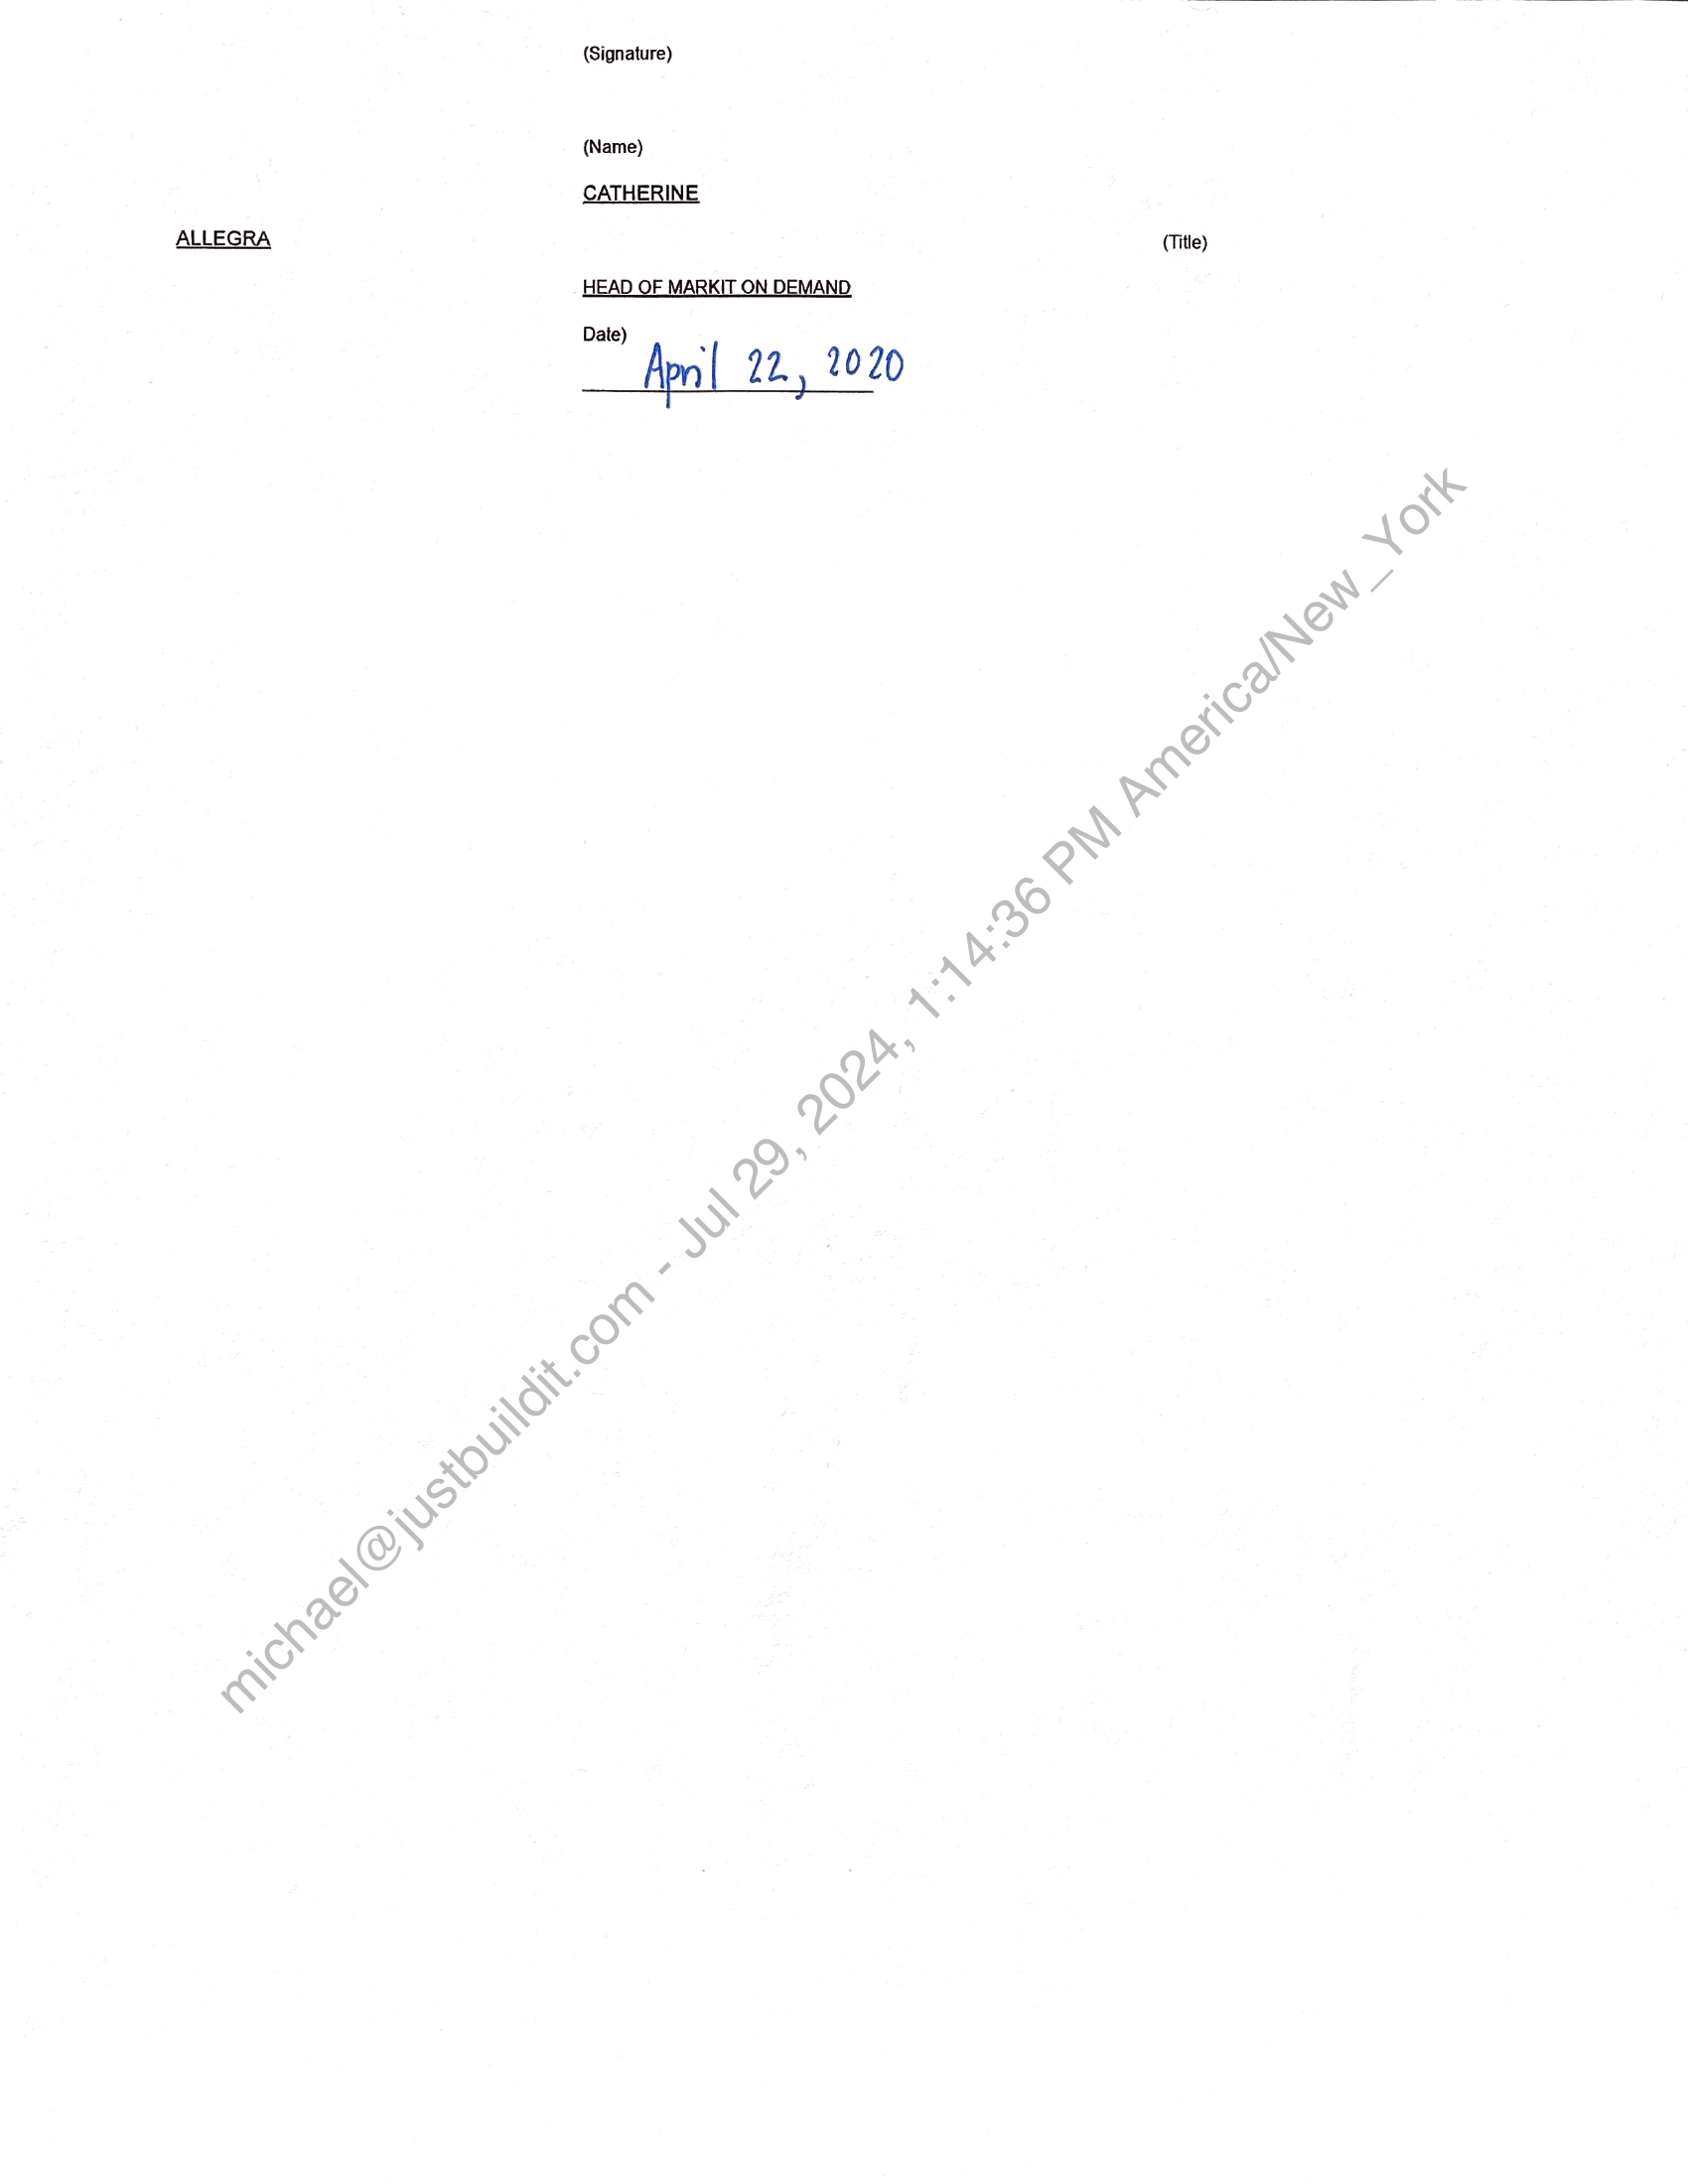 (Signature)
(Name)
CATHERINE
ALLEGRA (Title)
HEAD OF MARKIT ON DEMAND
Date)
April 22, 2020
michael@justbuildit.com - Jul 29, 2024, 1:14:36 PM America/New_York